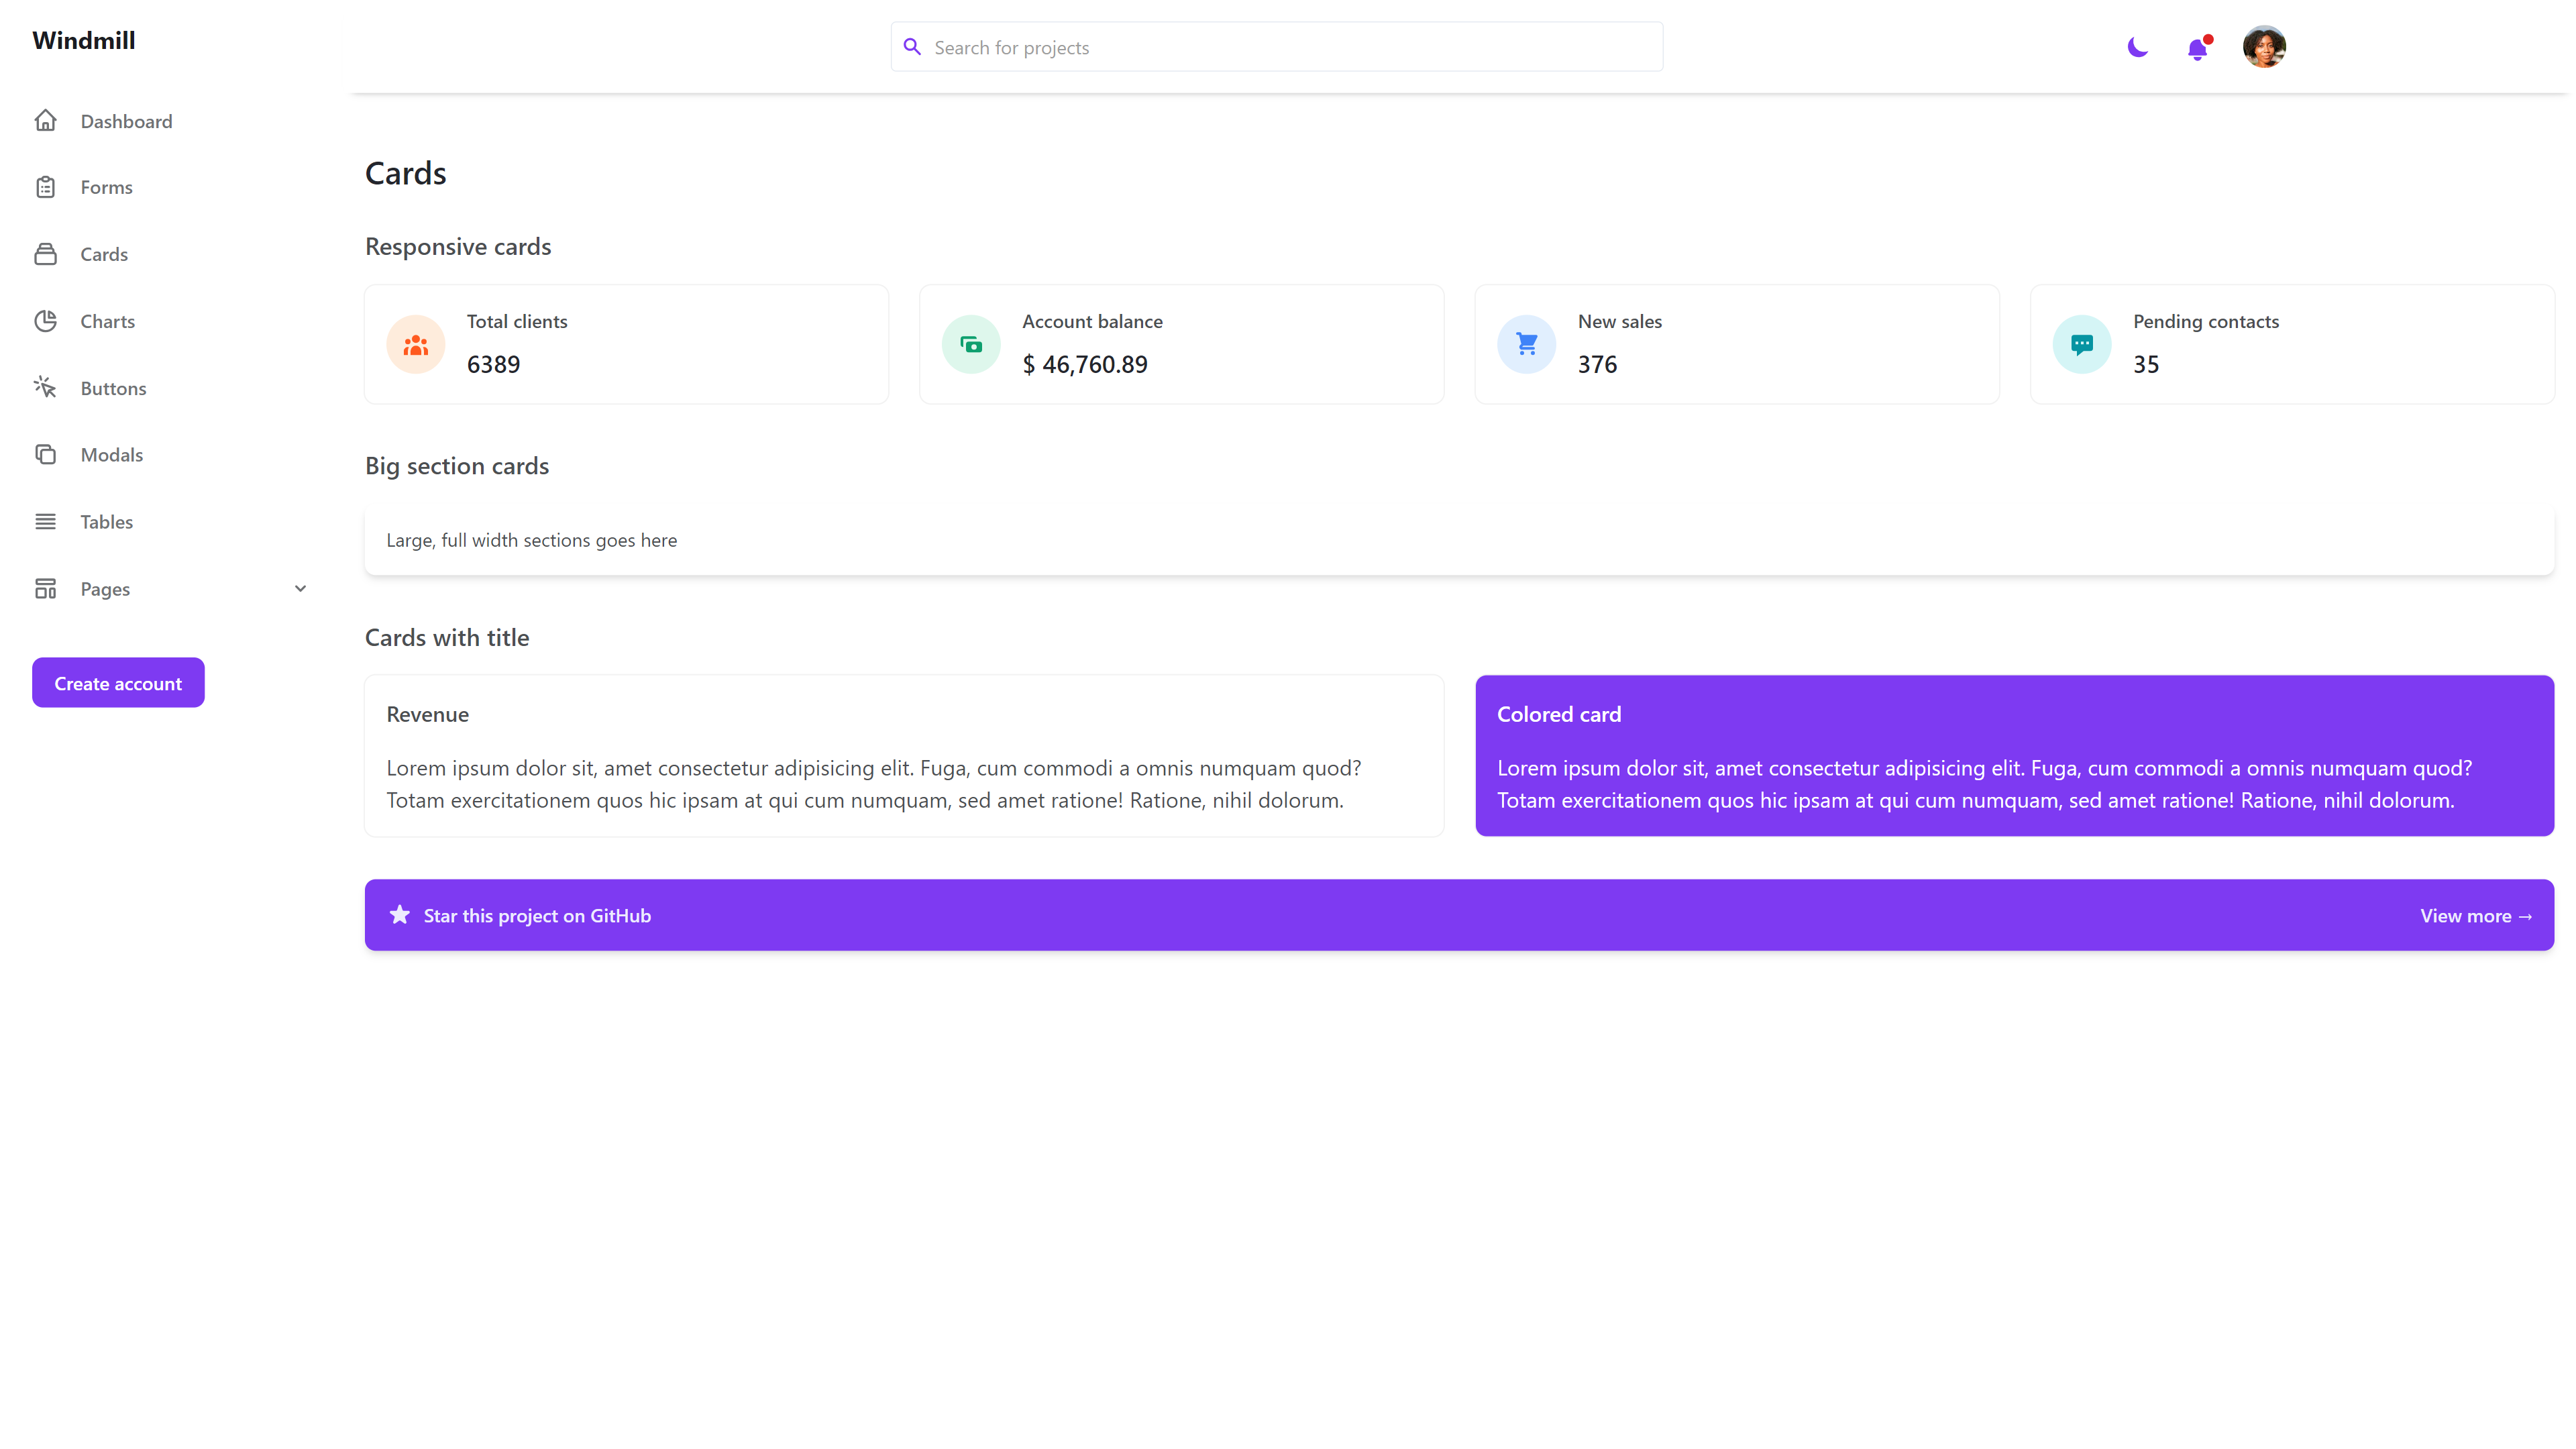 Windmill
Search for projects
Dashboard
Forms
Cards
Charts
Buttons
Modals
Tables
Pages
Create account
Cards
Responsive cards
Total clients
6389
Account balance
$ 46,760.89
New sales
376
Pending contacts
35
Big section cards
Large, full width sections goes here
Cards with title
Revenue
Lorem ipsum dolor sit, amet consectetur adipisicing elit. Fuga, cum commodi a omnis numquam quod?
Totam exercitationem quos hic ipsam at qui cum numquam, sed amet ratione! Ratione, nihil dolorum.
Colored card
Lorem ipsum dolor sit, amet consectetur adipisicing elit. Fuga, cum commodi a omnis numquam quod?
Totam exercitationem quos hic ipsam at qui cum numquam, sed amet ratione! Ratione, nihil dolorum.
Star this project on GitHub
View more →